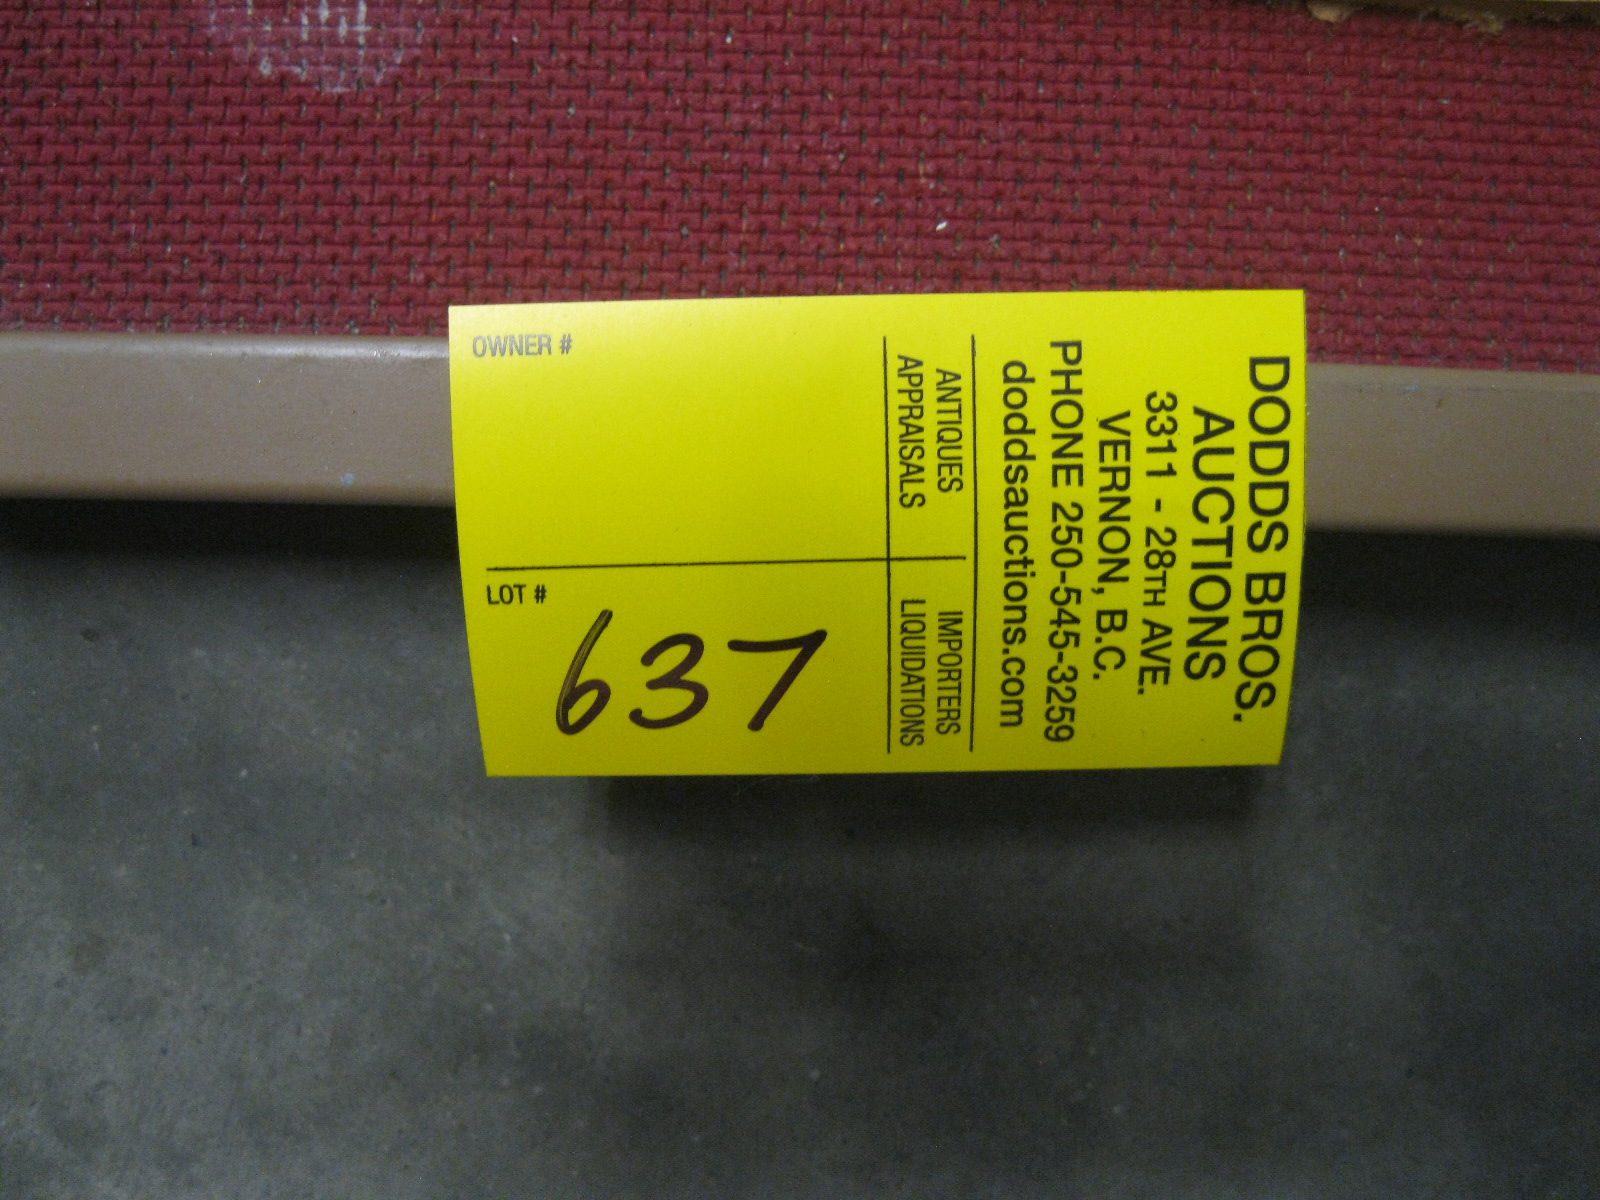 DODDS BROS.
AUCTIONS
3311 - 28TH AVE.
VERNON, B.C.
PHONE 250-545-3259
doddsauctions.com
ANTIQUES
APPRAISALS
IMPORTERS
LIQUIDATIONS
OWNER #
LOT #
637